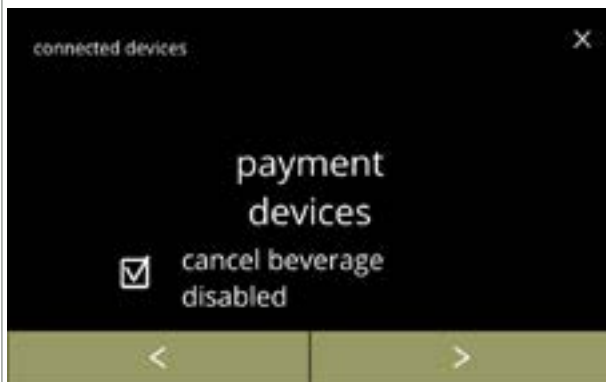 connected devices
payment
devices
cancel beverage
disabled
< >